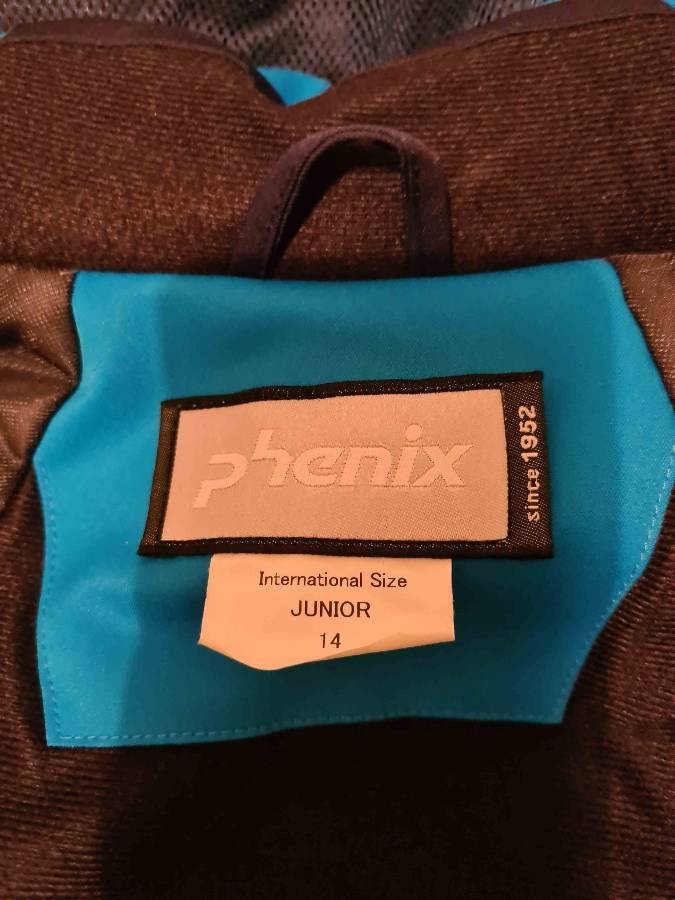 phenix
since 1952
International Size
JUNIOR
14